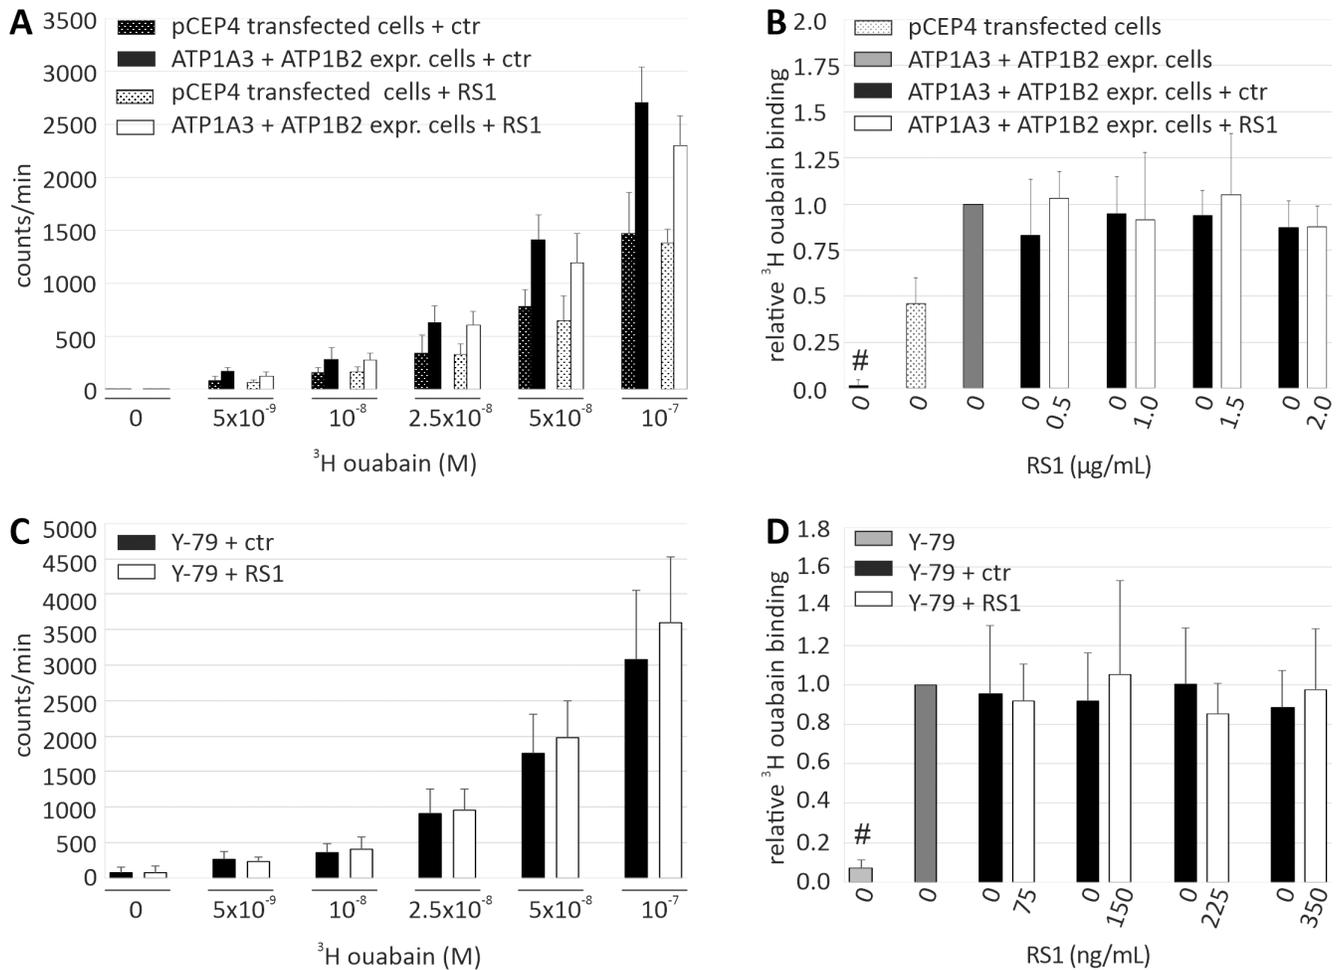 A
3500
3000
2500
2000
1500
1000
500
0
counts/min
pCEP4 transfected cells + ctr
ATP1A3 + ATP1B2 expr. cells + ctr
pCEP4 transfected cells + RS1
ATP1A3 + ATP1B2 expr. cells + RS1
0 5x10⁻⁹ 10⁻⁸ 2.5x10⁻⁸ 5x10⁻⁸ 10⁻⁷
³H ouabain (M)
B
2.0
1.75
1.5
1.25
1.0
0.75
0.5
0.25
0.0
relative ³H ouabain binding
pCEP4 transfected cells
ATP1A3 + ATP1B2 expr. cells
ATP1A3 + ATP1B2 expr. cells + ctr
ATP1A3 + ATP1B2 expr. cells + RS1
#
0 0 0 0 0.5 0 1.0 0 1.5 0 2.0
RS1 (µg/mL)
C
5000
4500
4000
3500
3000
2500
2000
1500
1000
500
0
counts/min
Y-79 + ctr
Y-79 + RS1
0 5x10⁻⁹ 10⁻⁸ 2.5x10⁻⁸ 5x10⁻⁸ 10⁻⁷
³H ouabain (M)
D
1.8
1.6
1.4
1.2
1.0
0.8
0.6
0.4
0.2
0.0
relative ³H ouabain binding
Y-79
Y-79 + ctr
Y-79 + RS1
#
0 0 0 75 0 150 0 225 0 350
RS1 (ng/mL)